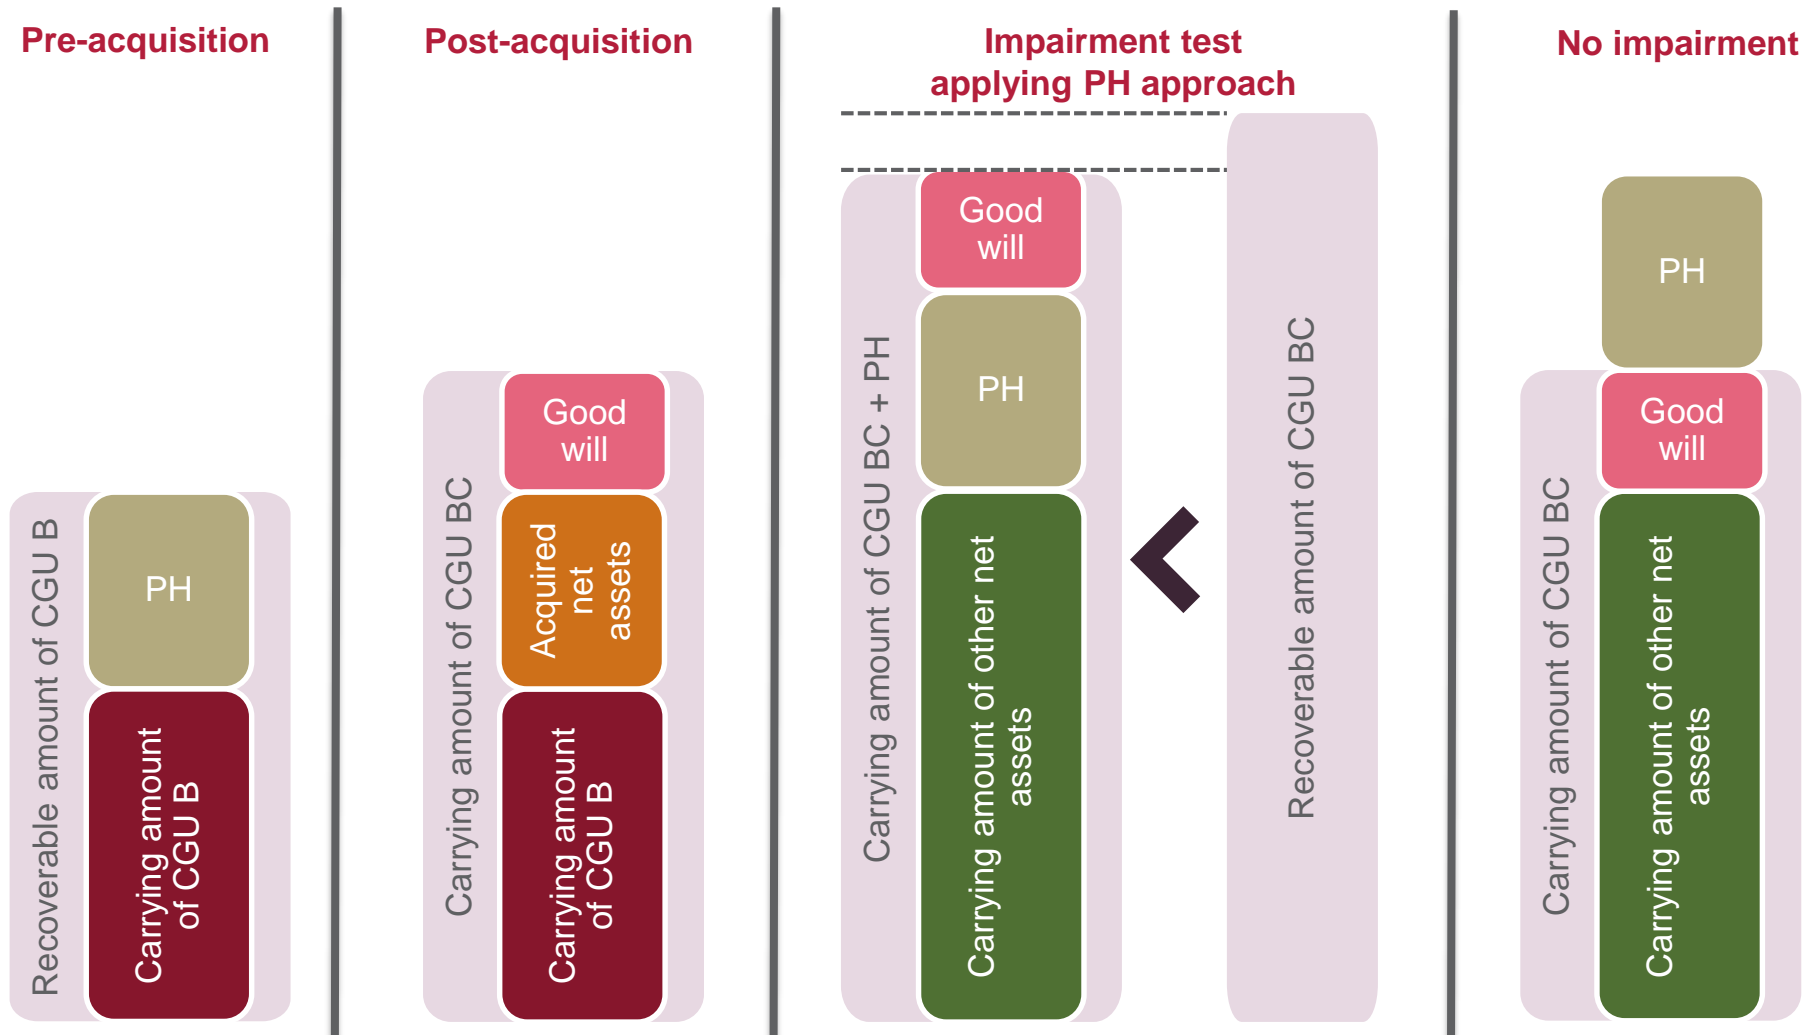 Pre-acquisition
Recoverable amount of CGU B
PH
Carrying amount
of CGU B
Post-acquisition
Carrying amount of CGU BC
Good
will
Acquired
net
assets
Carrying amount
of CGU B
Impairment test
applying PH approach
Carrying amount of CGU BC + PH
Good
will
PH
Carrying amount of other net
assets
Recoverable amount of CGU BC
No impairment
PH
Carrying amount of CGU BC
Good
will
Carrying amount of other net
assets